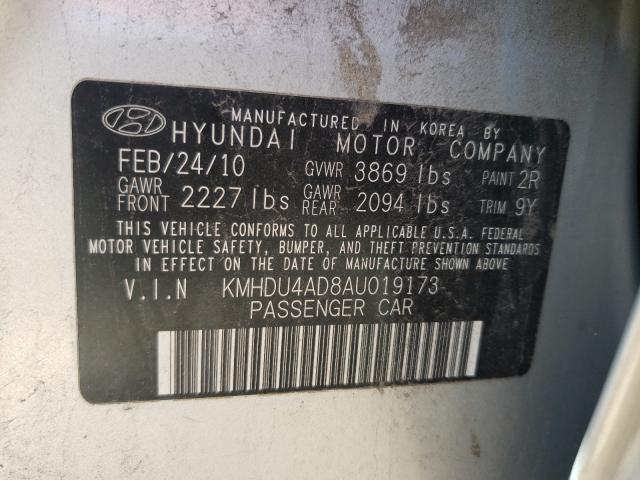 MANUFACTURED IN KOREA BY
HYUNDAI MOTOR COMPANY
FEB/24/10 GVWR 3869 lbs PAINT 2R
GAWR FRONT 2227 lbs GAWR REAR 2094 lbs TRIM 9Y
THIS VEHICLE CONFORMS TO ALL APPLICABLE U.S.A. FEDERAL
MOTOR VEHICLE SAFETY, BUMPER, AND THEFT PREVENTION STANDARDS
IN EFFECT ON THE DATE OF MANUFACTURE SHOWN ABOVE.
V.I.N KMHDU4AD8AU019173
PASSENGER CAR